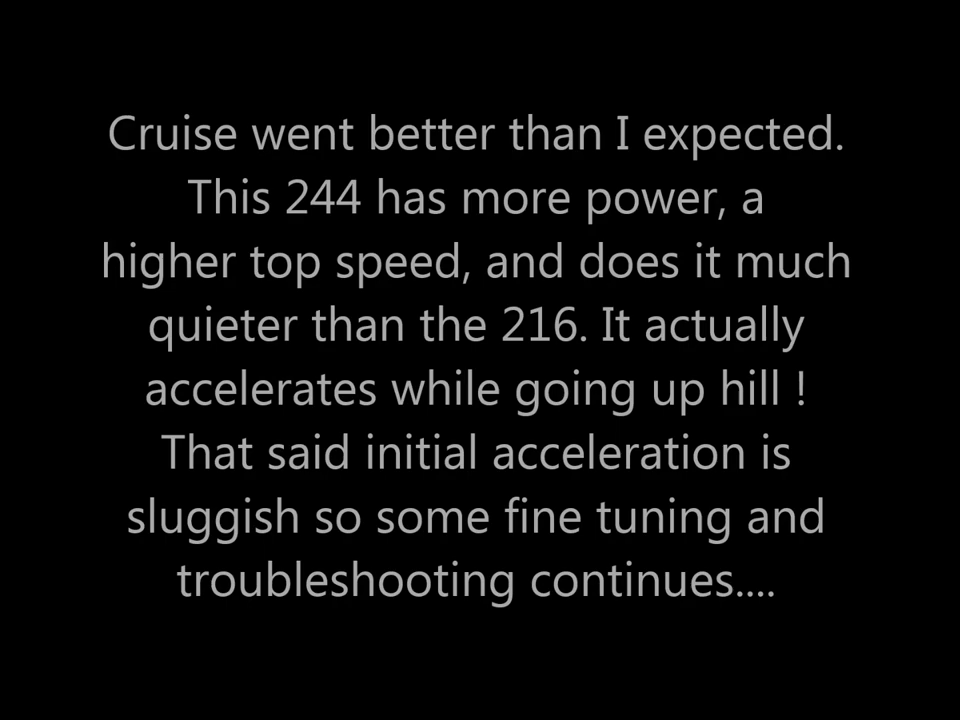 Cruise went better than I expected.
This 244 has more power, a
higher top speed, and does it much
quieter than the 216. It actually
accelerates while going up hill !
That said initial acceleration is
sluggish so some fine tuning and
troubleshooting continues....